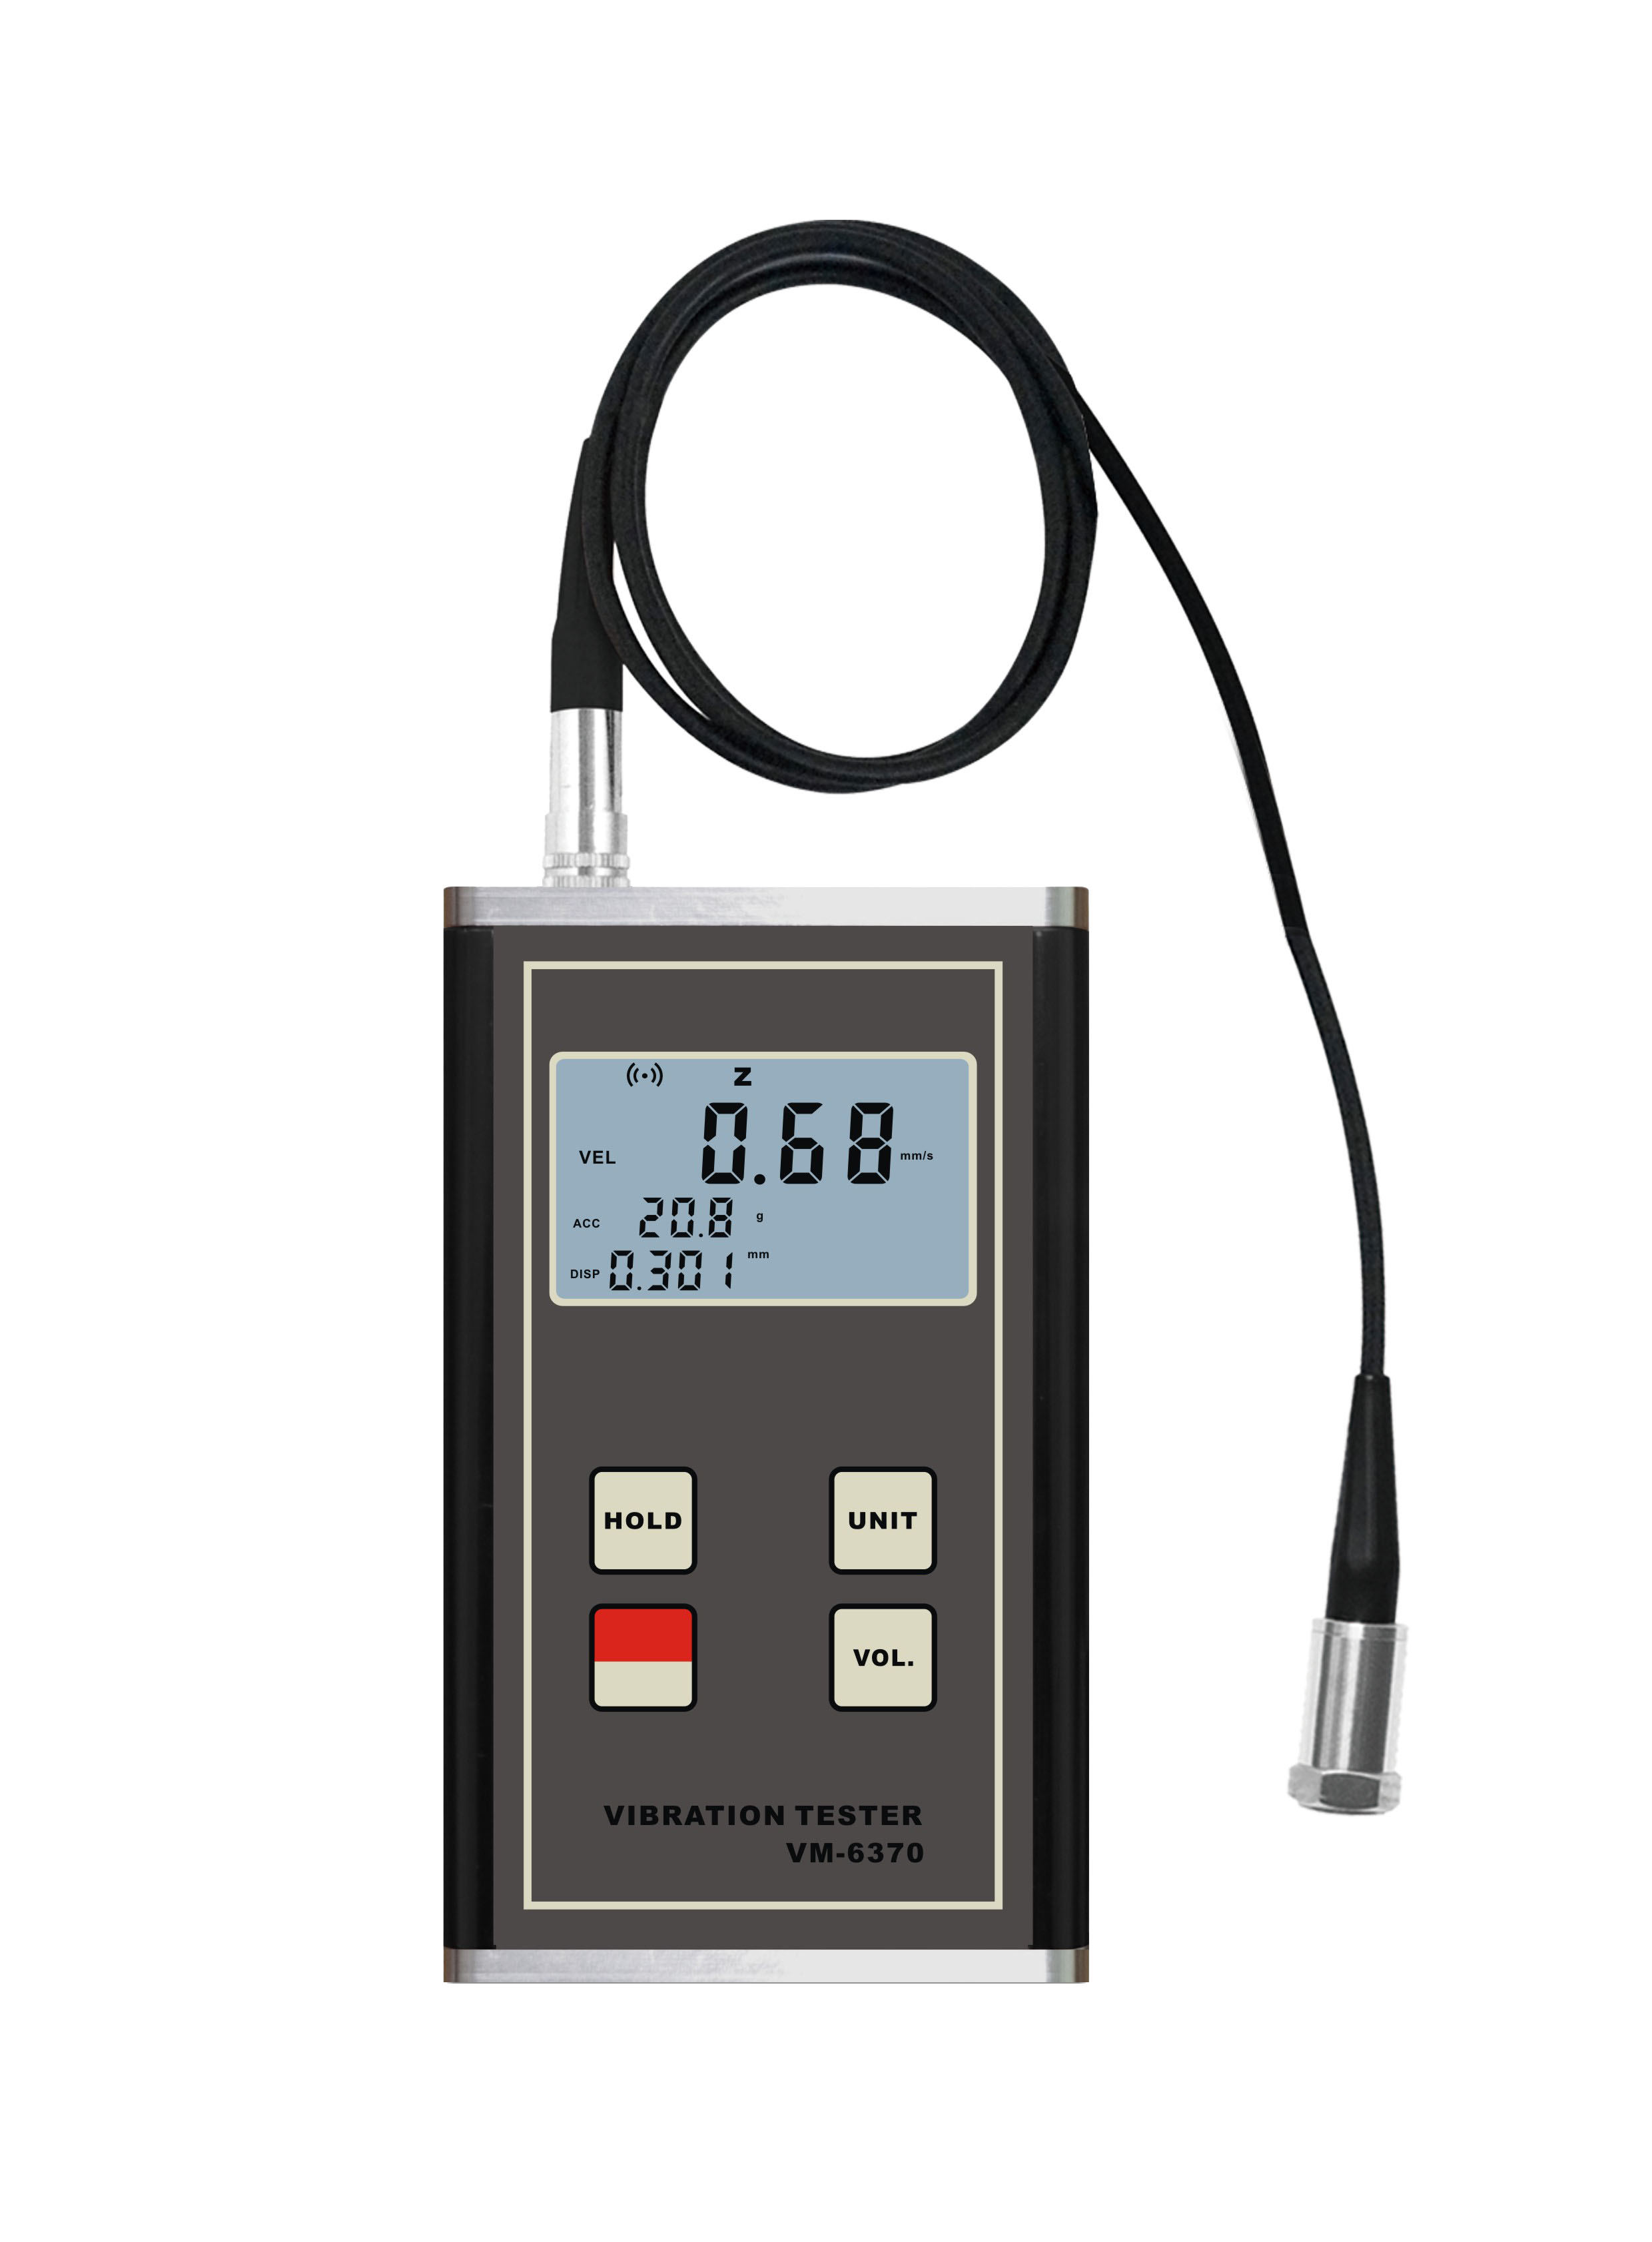 Z
VEL 0.68 mm/s
ACC 20.8 g
DISP 0.301 mm
HOLD UNIT
VOL.
VIBRATION TESTER
VM-6370